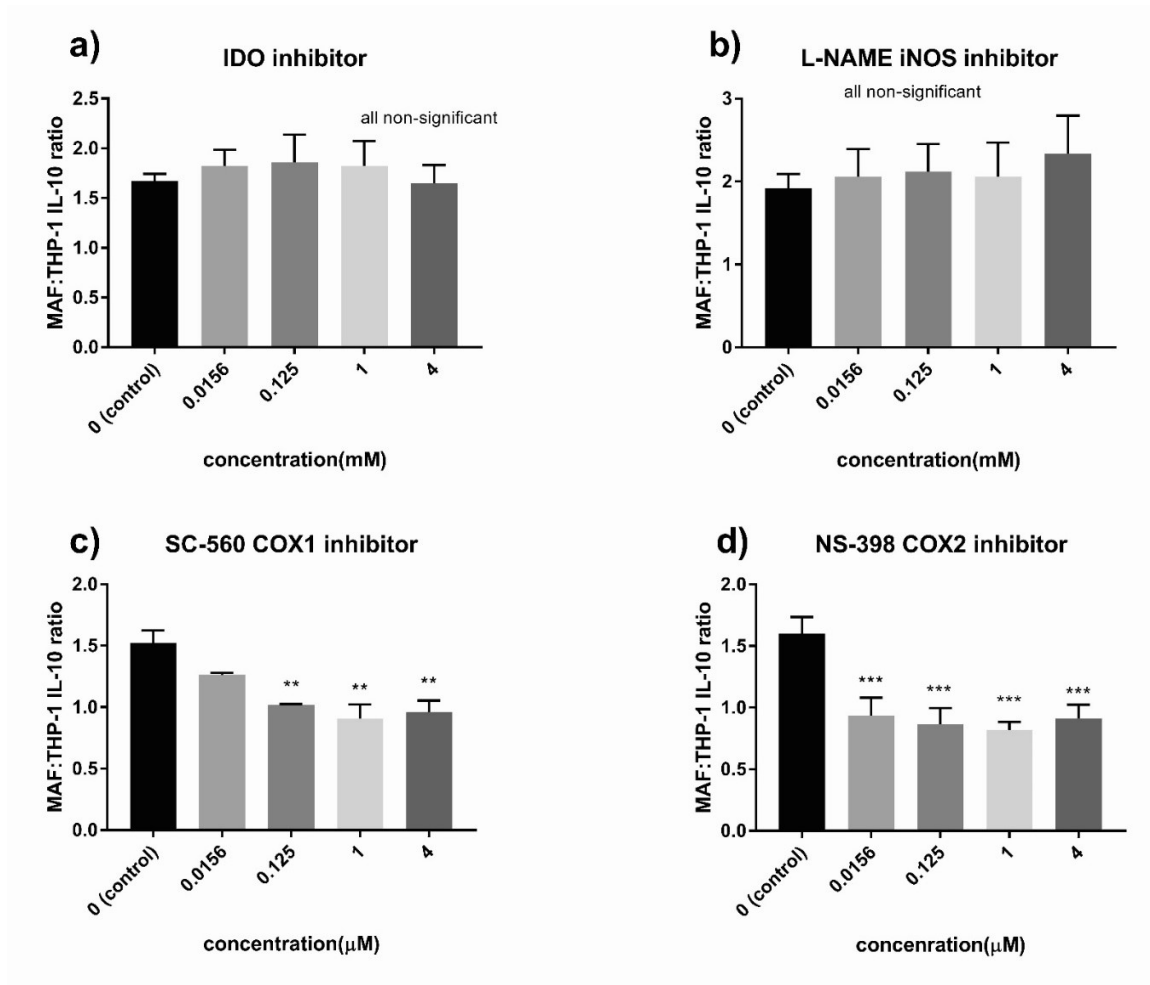 a)
IDO inhibitor
all non-significant
MAF:THP-1 IL-10 ratio
2.5
2.0
1.5
1.0
0.5
0.0
0 (control)
0.0156
0.125
1
4
concentration(mM)
b)
L-NAME iNOS inhibitor
all non-significant
MAF:THP-1 IL-10 ratio
3
2
1
0
0 (control)
0.0156
0.125
1
4
concentration(mM)
c)
SC-560 COX1 inhibitor
MAF:THP-1 IL-10 ratio
2.0
1.5
1.0
0.5
0.0
** ** **
0 (control)
0.0156
0.125
1
4
concentration(μM)
d)
NS-398 COX2 inhibitor
MAF:THP-1 IL-10 ratio
2.0
1.5
1.0
0.5
0.0
*** *** *** ***
0 (control)
0.0156
0.125
1
4
concenration(μM)